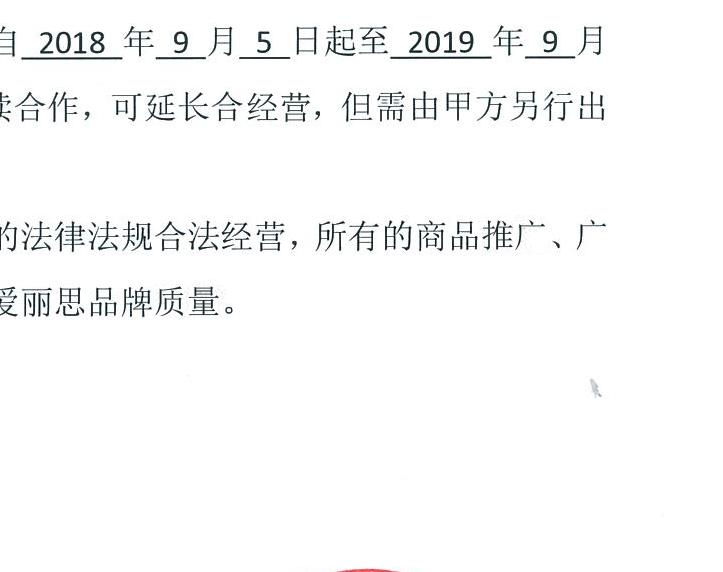 自 2018 年 9 月 5 日起至 2019 年 9 月
续合作，可延长合经营，但需由甲方另行出
的法律法规合法经营，所有的商品推广、广
爱丽思品牌质量。